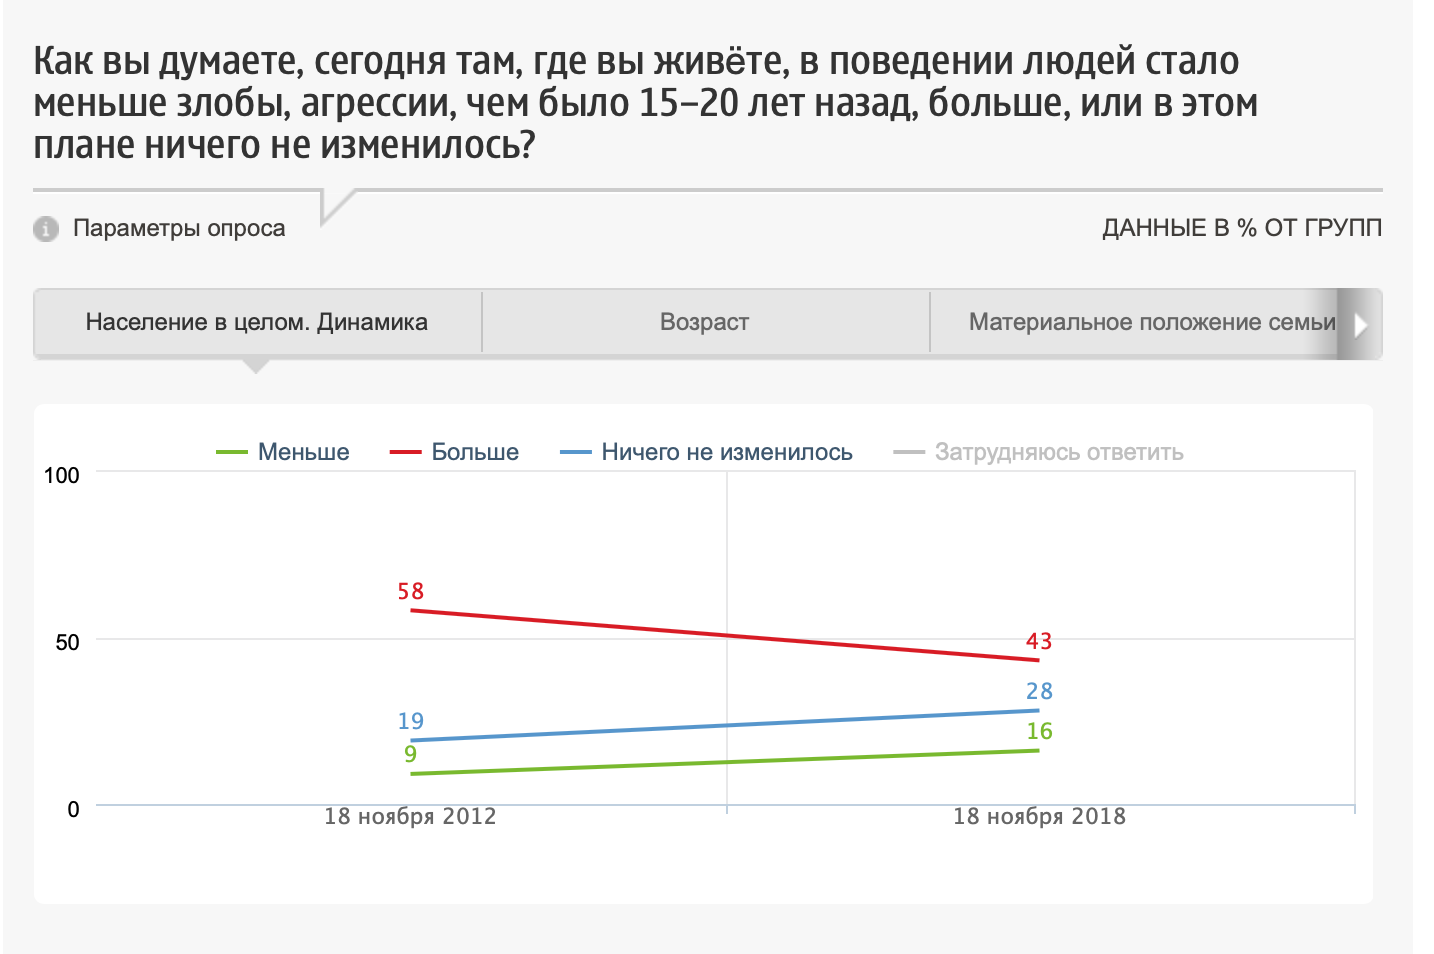 Как вы думаете, сегодня там, где вы живёте, в поведении людей стало
меньше злобы, агрессии, чем было 15–20 лет назад, больше, или в этом
плане ничего не изменилось?
Параметры опроса
ДАННЫЕ В % ОТ ГРУПП
Население в целом. Динамика
Возраст
Материальное положение семьи
Меньше
Больше
Ничего не изменилось
Затрудняюсь ответить
100
58
50
43
28
19
16
9
0
18 ноября 2012
18 ноября 2018